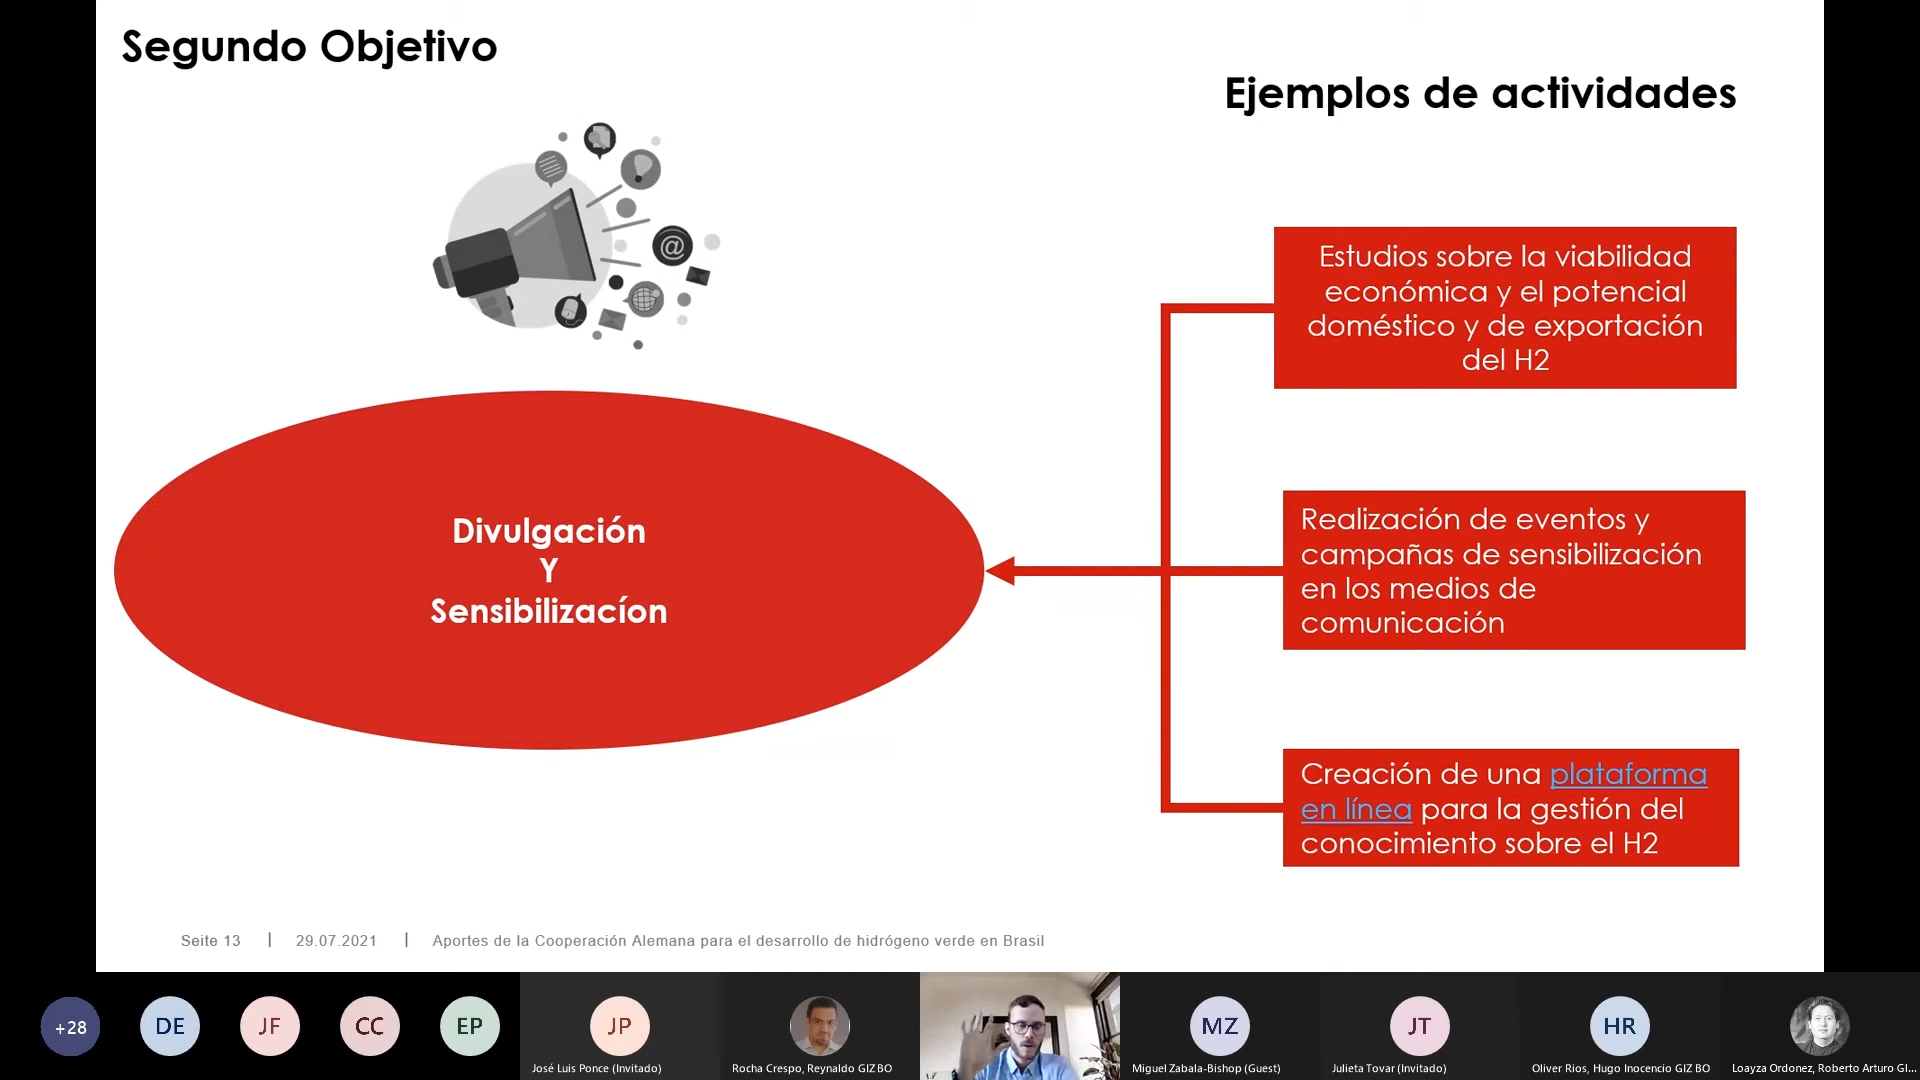 Segundo Objetivo
Ejemplos de actividades
@
Divulgación
Y
Sensibilizacíon
Estudios sobre la viabilidad
económica y el potencial
doméstico y de exportación
del H2
Realización de eventos y
campañas de sensibilización
en los medios de
comunicación
Creación de una plataforma
en línea para la gestión del
conocimiento sobre el H2
Seite 13 | 29.07.2021 | Aportes de la Cooperación Alemana para el desarrollo de hidrógeno verde en Brasil
+28
DE
JF
CC
EP
JP
José Luis Ponce (Invitado)
Rocha Crespo, Reynaldo GIZ BO
MZ
Miguel Zabala-Bishop (Guest)
JT
Julieta Tovar (Invitado)
HR
Oliver Rios, Hugo Inocencio GIZ BO
Loayza Ordonez, Roberto Arturo GI...